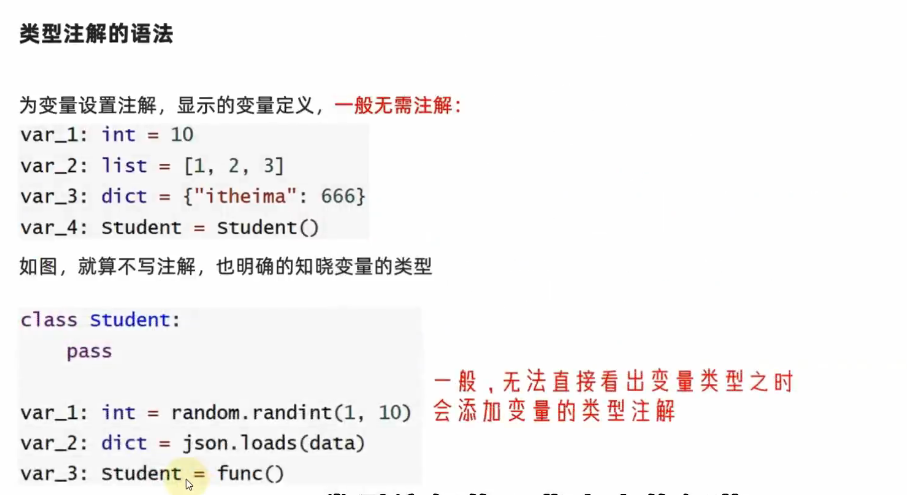 类型注解的语法
为变量设置注解，显示的变量定义，一般无需注解：
var_1: int = 10
var_2: list = [1, 2, 3]
var_3: dict = {"itheima": 666}
var_4: Student = Student()
如图，就算不写注解，也明确的知晓变量的类型
class Student:
    pass
var_1: int = random.randint(1, 10)
var_2: dict = json.loads(data)
var_3: Student = func()
一般，无法直接看出变量类型之时
会添加变量的类型注解